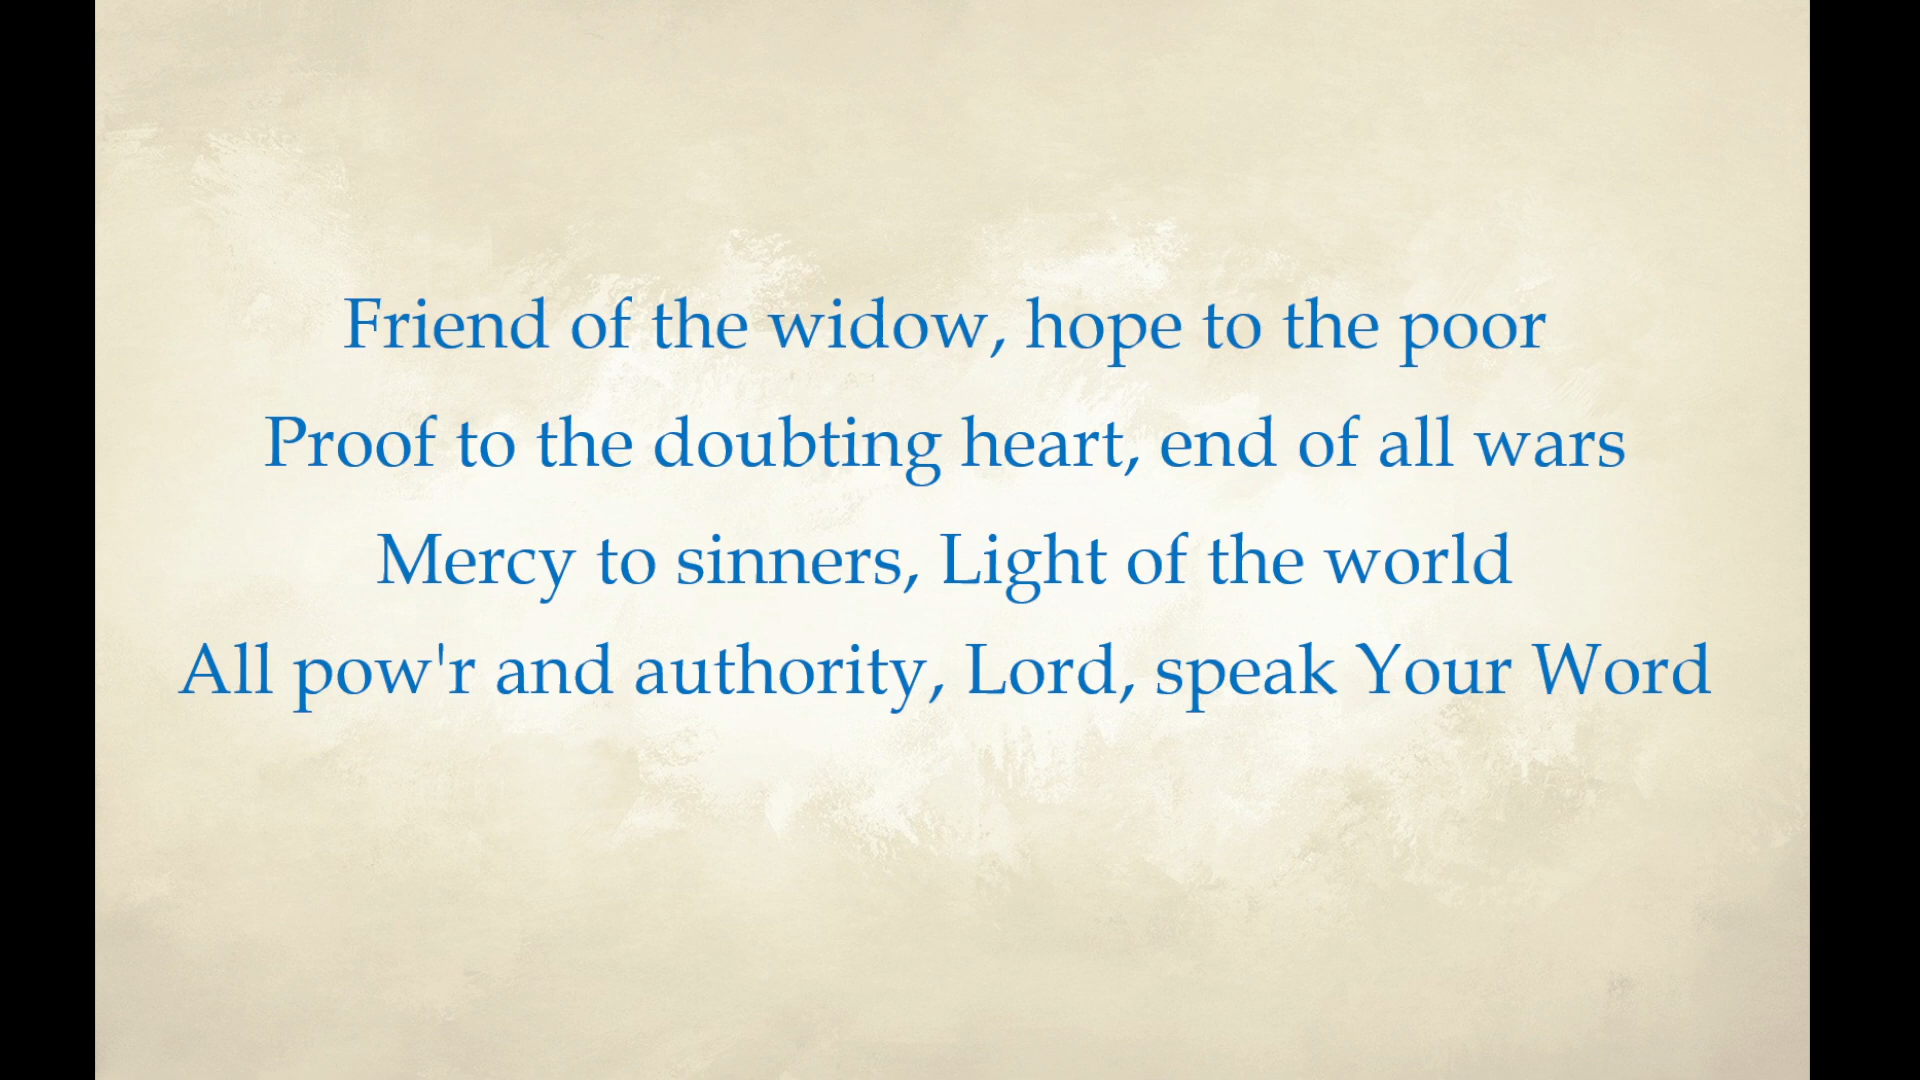 Friend of the widow, hope to the poor
Proof to the doubting heart, end of all wars
Mercy to sinners, Light of the world
All pow'r and authority, Lord, speak Your Word